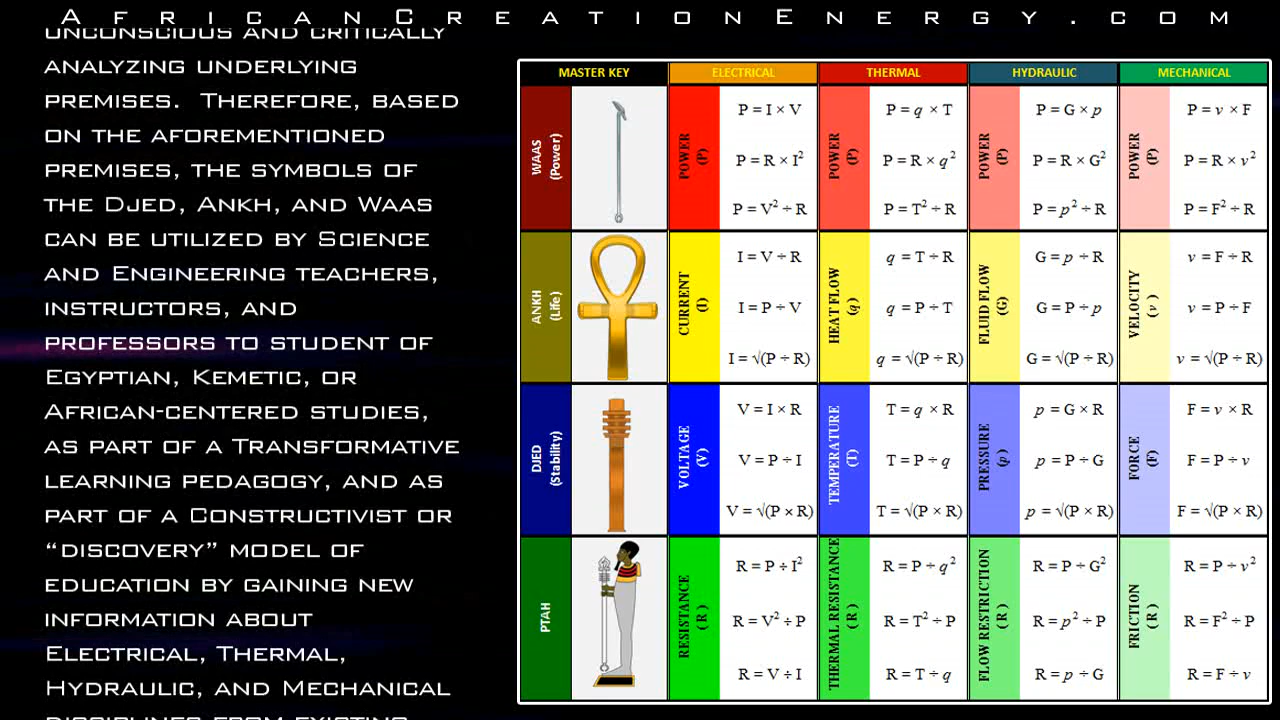 AfricanCreationEnergy.com
unconscious and critically
analyzing underlying
premises. Therefore, based
on the aforementioned
premises, the symbols of
the Djed, Ankh, and Waas
can be utilized by Science
and Engineering teachers,
instructors, and
professors to student of
Egyptian, Kemetic, or
African-centered studies,
as part of a Transformative
learning pedagogy, and as
part of a Constructivist or
“discovery” model of
education by gaining new
information about
Electrical, Thermal,
Hydraulic, and Mechanical
disciplines from existing
MASTER KEY ELECTRICAL THERMAL HYDRAULIC MECHANICAL
WAAS
(Power)
POWER
(P)
P = I × V
P = R × I²
P = V² ÷ R
POWER
(P)
P = q × T
P = R × q²
P = T² ÷ R
POWER
(P)
P = G × p
P = R × G²
P = p² ÷ R
POWER
(P)
P = v × F
P = R × v²
P = F² ÷ R
ANKH
(Life)
CURRENT
(I)
I = V ÷ R
I = P ÷ V
I = √(P ÷ R)
HEAT FLOW
(q)
q = T ÷ R
q = P ÷ T
q = √(P ÷ R)
FLUID FLOW
(G)
G = p ÷ R
G = P ÷ p
G = √(P ÷ R)
VELOCITY
(v)
v = F ÷ R
v = P ÷ F
v = √(P ÷ R)
DJED
(Stability)
VOLTAGE
(V)
V = I × R
V = P ÷ I
V = √(P × R)
TEMPERATURE
(T)
T = q × R
T = P ÷ q
T = √(P × R)
PRESSURE
(p)
p = G × R
p = P ÷ G
p = √(P × R)
FORCE
(F)
F = v × R
F = P ÷ v
F = √(P × R)
PTAH
RESISTANCE
(R)
R = P ÷ I²
R = V² ÷ P
R = V ÷ I
THERMAL RESISTANCE
(R)
R = P ÷ q²
R = T² ÷ P
R = T ÷ q
FLOW RESTRICTION
(R)
R = P ÷ G²
R = p² ÷ P
R = p ÷ G
FRICTION
(R)
R = P ÷ v²
R = F² ÷ P
R = F ÷ v